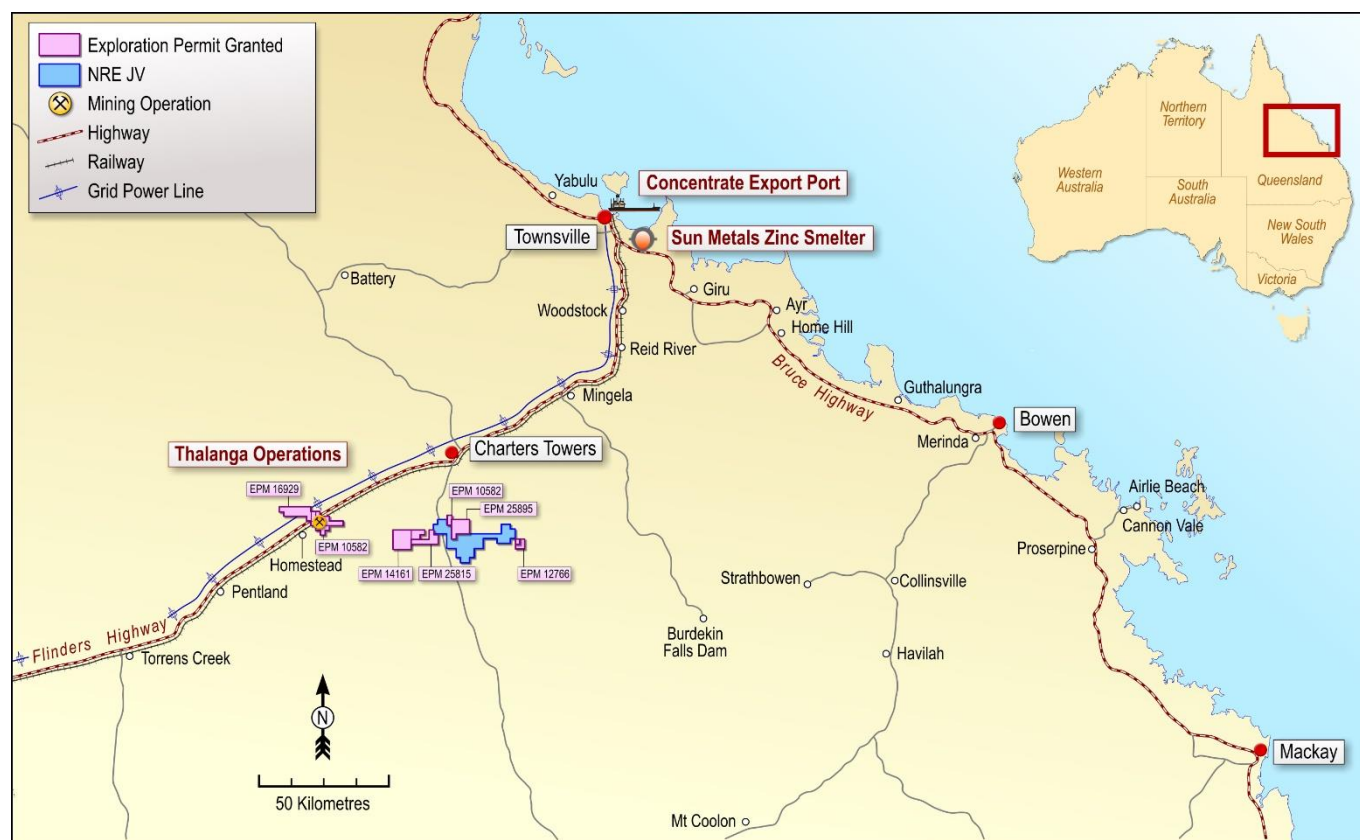 Exploration Permit Granted
NRE JV
Mining Operation
Highway
Railway
Grid Power Line
Northern
Territory
Western
Australia
South
Australia
Queensland
New South
Wales
Victoria
Yabulu
Concentrate Export Port
Townsville
Sun Metals Zinc Smelter
Battery
Giru
Woodstock
Ayr
Home Hill
Reid River
Bruce Highway
Guthalungra
Mingela
Bowen
Merinda
Thalanga Operations
Charters Towers
EPM 16929
EPM 10582
EPM 25895
Airlie Beach
Cannon Vale
EPM 10582
Homestead
EPM 14161
EPM 25815
EPM 12766
Proserpine
Pentland
Strathbowen
Collinsville
Burdekin
Falls Dam
Flinders Highway
Torrens Creek
Havilah
N
Mackay
50 Kilometres
Mt Coolon